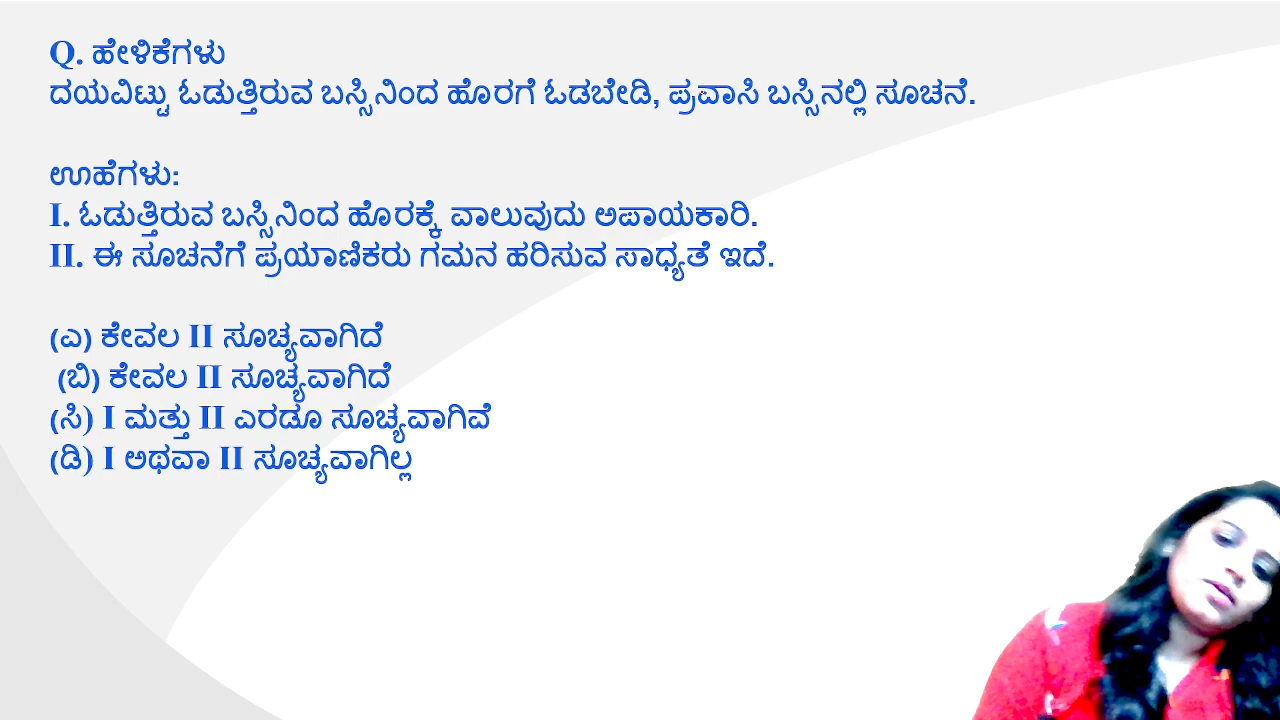 Q. ಹೇಳಿಕೆಗಳು
ದಯವಿಟ್ಟು ಓಡುತ್ತಿರುವ ಬಸ್ಸಿನಿಂದ ಹೊರಗೆ ಓಡಬೇಡಿ, ಪ್ರವಾಸಿ ಬಸ್ಸಿನಲ್ಲಿ ಸೂಚನೆ.
ಊಹೆಗಳು:
I. ಓಡುತ್ತಿರುವ ಬಸ್ಸಿನಿಂದ ಹೊರಕ್ಕೆ ವಾಲುವುದು ಅಪಾಯಕಾರಿ.
II. ಈ ಸೂಚನೆಗೆ ಪ್ರಯಾಣಿಕರು ಗಮನ ಹರಿಸುವ ಸಾಧ್ಯತೆ ಇದೆ.
(ಎ) ಕೇವಲ II ಸೂಚ್ಯವಾಗಿದೆ
(ಬಿ) ಕೇವಲ II ಸೂಚ್ಯವಾಗಿದೆ
(ಸಿ) I ಮತ್ತು II ಎರಡೂ ಸೂಚ್ಯವಾಗಿವೆ
(ಡಿ) I ಅಥವಾ II ಸೂಚ್ಯವಾಗಿಲ್ಲ